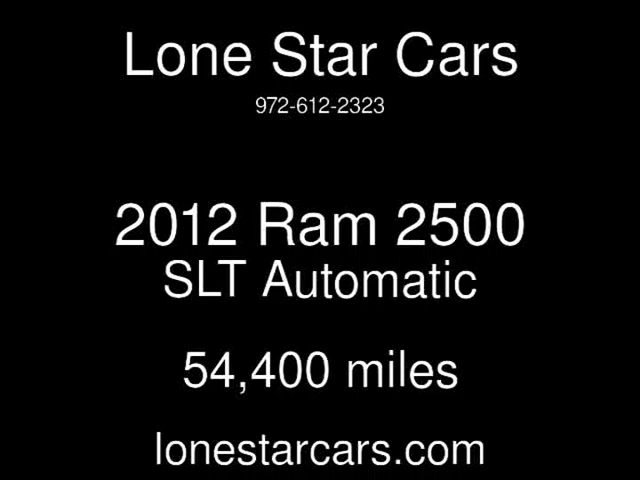 Lone Star Cars
972-612-2323
2012 Ram 2500
SLT Automatic
54,400 miles
lonestarcars.com